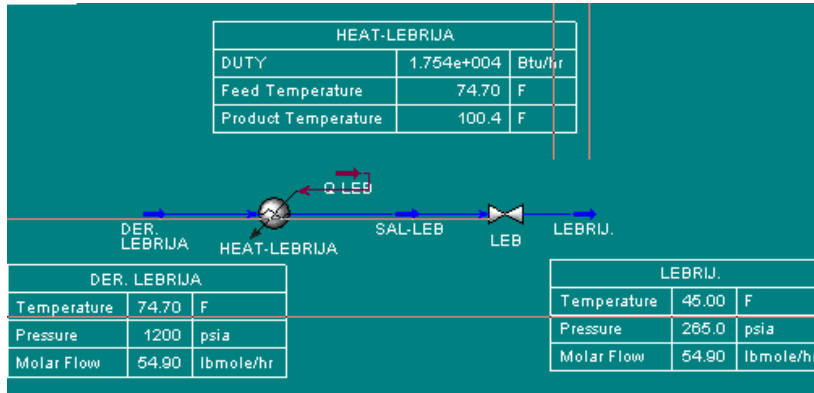 HEAT-LEBRIJA
DUTY 1.754e+004 Btu/hr
Feed Temperature 74.70 F
Product Temperature 100.4 F
Q-LEB
DER.
LEBRIJA
HEAT-LEBRIJA
SAL-LEB
LEB
LEBRIJ.
DER. LEBRIJA
Temperature 74.70 F
Pressure 1200 psia
Molar Flow 54.90 lbmole/hr
LEBRIJ.
Temperature 45.00 F
Pressure 265.0 psia
Molar Flow 54.90 lbmole/h